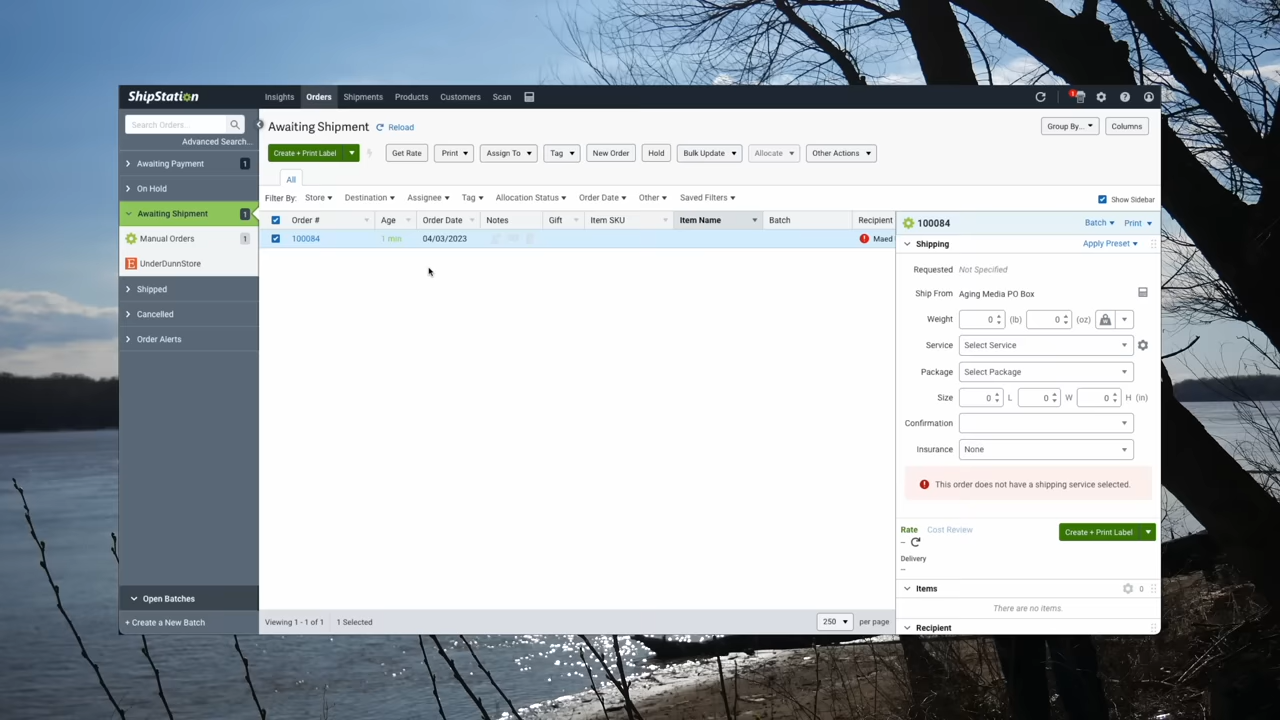 ShipStation
Insights Orders Shipments Products Customers Scan
1
Search Orders...
Advanced Search...
Awaiting Payment 1
On Hold
Awaiting Shipment 1
Manual Orders 1
UnderDunnStore
Shipped
Cancelled
Order Alerts
Open Batches
+ Create a New Batch
Awaiting Shipment Reload
Group By... Columns
Create + Print Label Get Rate Print Assign To Tag New Order Hold Bulk Update Allocate Other Actions
All
Filter By: Store Destination Assignee Tag Allocation Status Order Date Other Saved Filters Show Sidebar
Order # Age Order Date Notes Gift Item SKU Item Name Batch Recipient
100084 1 min 04/03/2023 Maed
Viewing 1 - 1 of 1 1 Selected 250 per page
100084 Batch Print
Shipping Apply Preset
Requested Not Specified
Ship From Aging Media PO Box
Weight 0 (lb) 0 (oz)
Service Select Service
Package Select Package
Size 0 L 0 W 0 H (in)
Confirmation
Insurance None
This order does not have a shipping service selected.
Rate Cost Review
--
Create + Print Label
Delivery
--
Items 0
There are no items.
Recipient